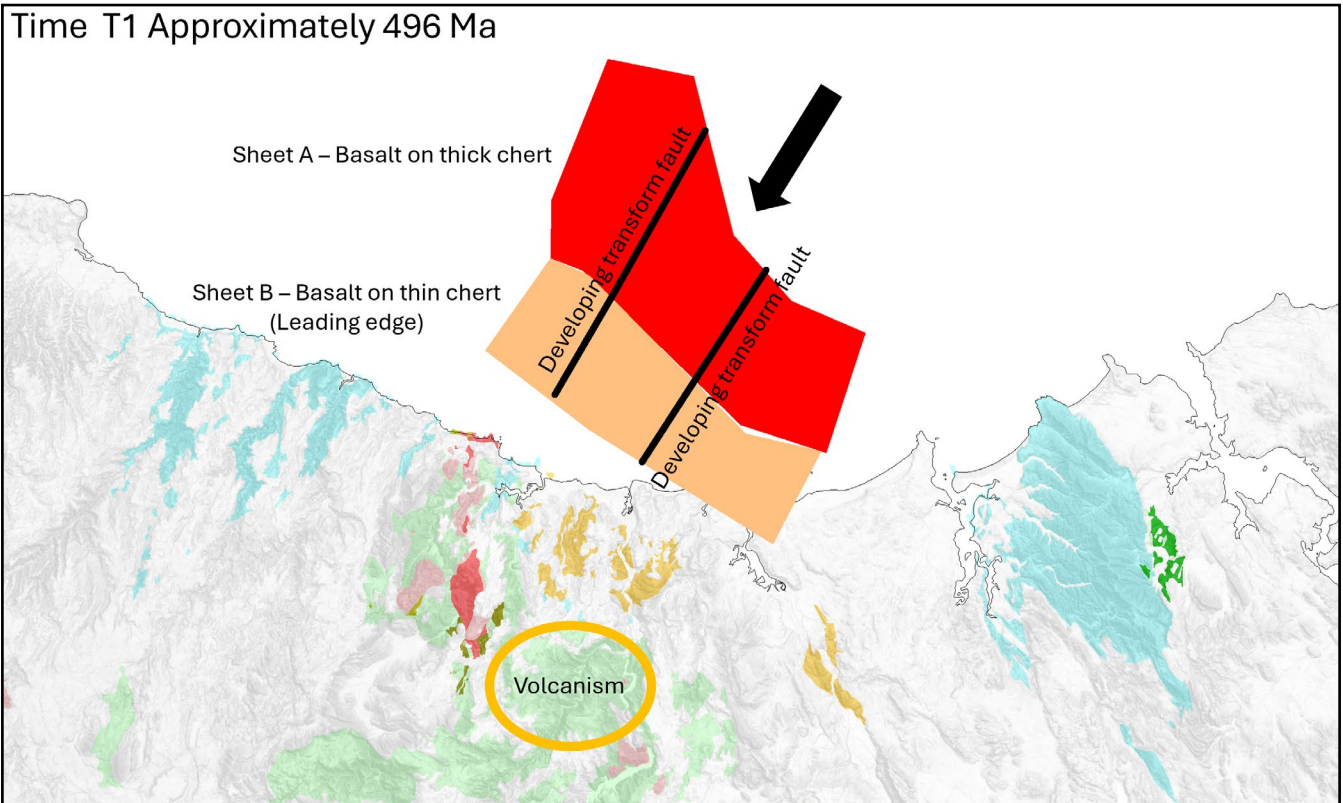 Time T1 Approximately 496 Ma
Sheet A – Basalt on thick chert
Developing transform fault
Sheet B – Basalt on thin chert
(Leading edge)
Developing transform fault
Volcanism